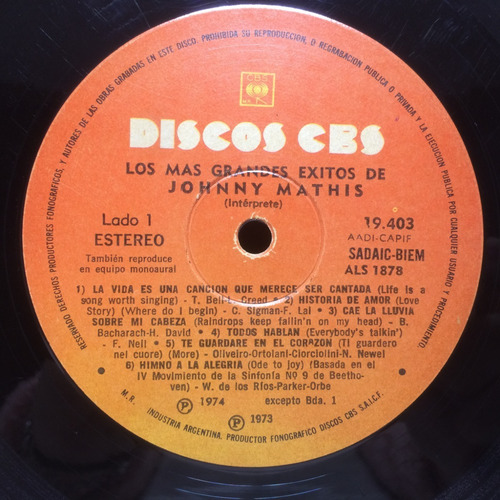 RESERVADO DERECHOS PRODUCTORES FONOGRAFICOS, Y AUTORES DE LAS OBRAS GRABADAS EN ESTE DISCO. PROHIBIDA SU REPRODUCCION, O REGRABACION PUBLICA O PRIVADA Y LA EJECUCION PUBLICA POR CUALQUIER USUARIO Y PROCEDIMIENTO.
CBS
DISCOS CBS
LOS MAS GRANDES EXITOS DE
JOHNNY MATHIS
(Intérprete)
Lado 1
ESTEREO
También reproduce
en equipo monoaural
19.403
AADI-CAPIF
SADAIC-BIEM
ALS 1878
1) LA VIDA ES UNA CANCION QUE MERECE SER CANTADA (Life is a
song worth singing) - T. Bell-L. Creed • 2) HISTORIA DE AMOR (Love
Story) (Where do I begin) - C. Sigman-F. Lai • 3) CAE LA LLUVIA
SOBRE MI CABEZA (Raindrops keep fallin'n on my head) - B.
Bacharach-H. David • 4) TODOS HABLAN (Everybody's talkin')
- F. Neil • 5) TE GUARDARE EN EL CORAZON (Ti guardero
nel cuore) (More) - Oliveiro-Ortolani-Ciorciolini-N. Newel
6) HIMNO A LA ALEGRIA (Ode to joy) (Basada en el
IV Movimiento de la Sinfonía Nº 9 de Beetho-
ven) - W. de los Ríos-Parker-Orbe
M.R. Ⓟ 1974 excepto Bda. 1
Ⓟ 1973
INDUSTRIA ARGENTINA. PRODUCTOR FONOGRAFICO DISCOS CBS S.A.I.C.F.